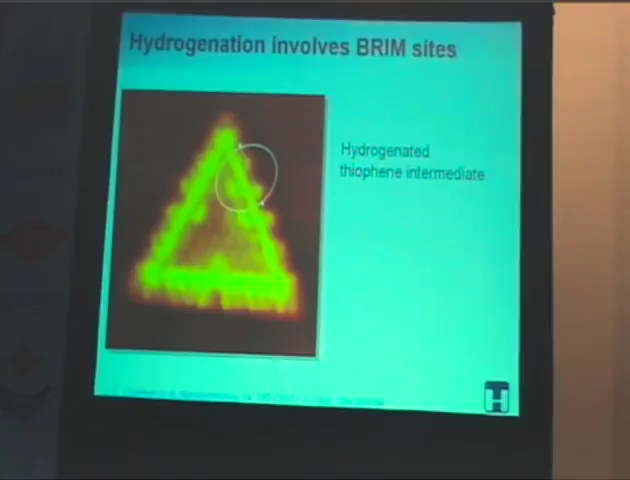 Hydrogenation involves BRIM sites
Hydrogenated
thiophene intermediate